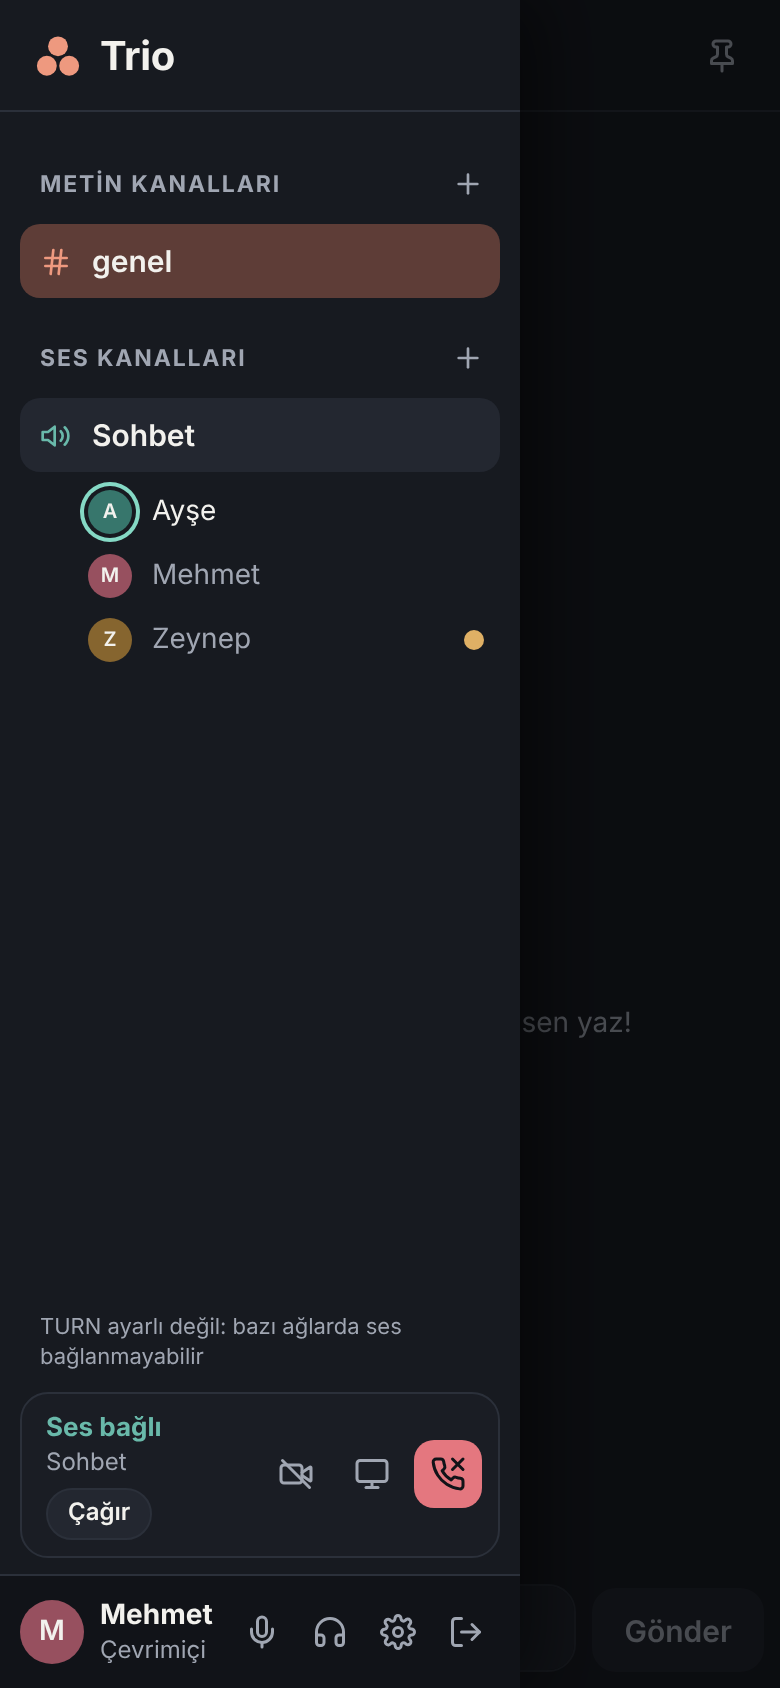 Trio
METİN KANALLARI
genel
SES KANALLARI
Sohbet
A Ayşe
M Mehmet
Z Zeynep
sen yaz!
TURN ayarlı değil: bazı ağlarda ses
bağlanmayabilir
Ses bağlı
Sohbet
Çağır
M Mehmet
Çevrimiçi
Gönder